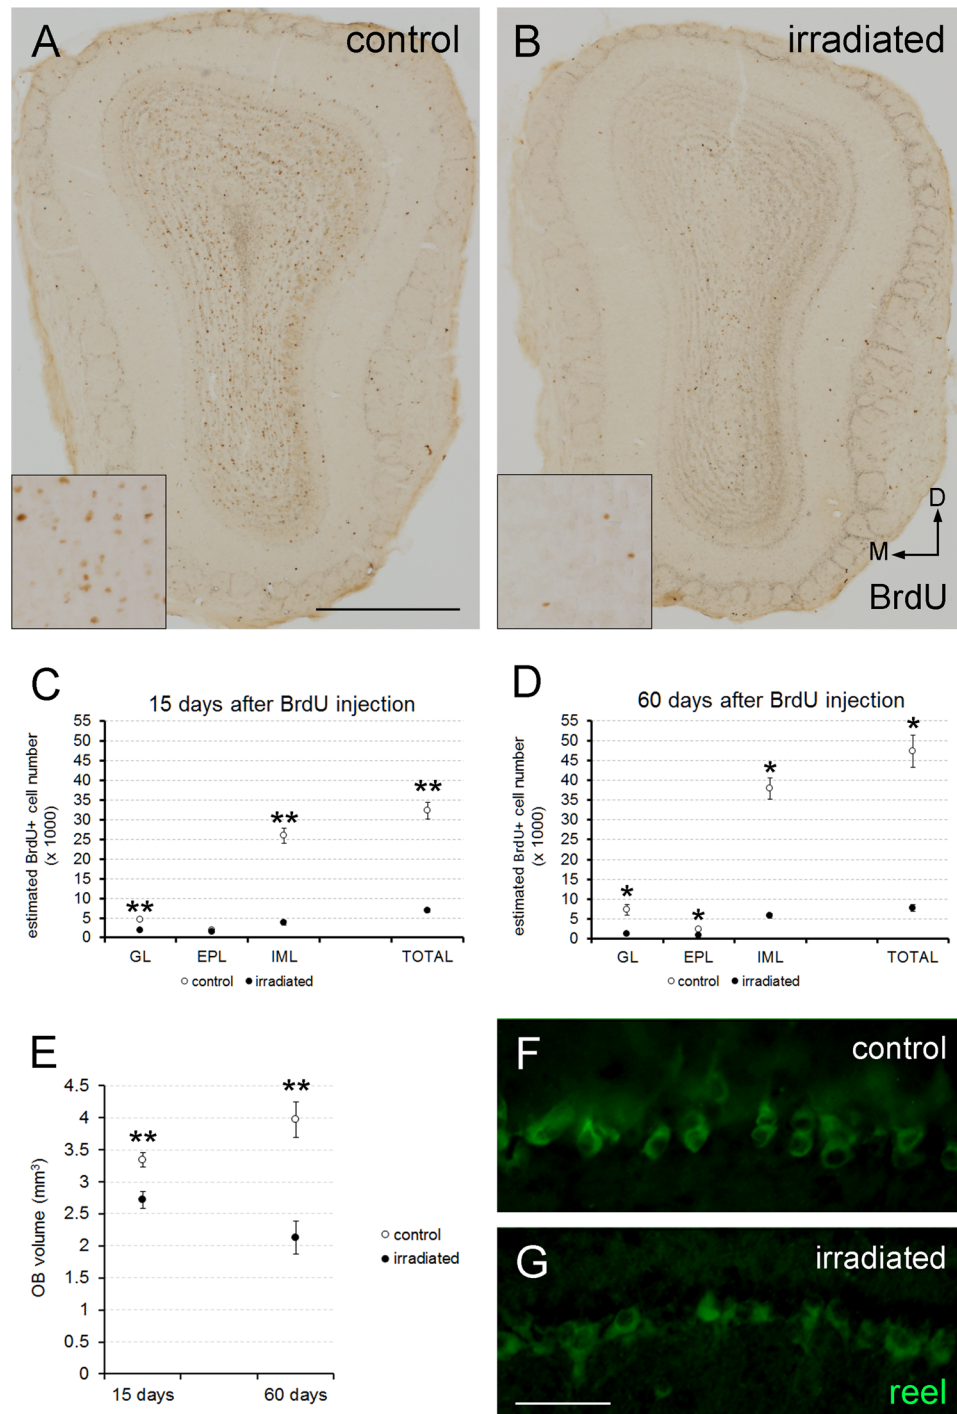 A
control
B
irradiated
D
M
BrdU
C
15 days after BrdU injection
estimated BrdU+ cell number
(x 1000)
55
50
45
40
35
30
25
20
15
10
5
0
**
**
**
GL
EPL
IML
TOTAL
control
irradiated
D
60 days after BrdU injection
estimated BrdU+ cell number
(x 1000)
55
50
45
40
35
30
25
20
15
10
5
0
*
*
*
*
GL
EPL
IML
TOTAL
control
irradiated
E
OB volume (mm³)
4.5
4
3.5
3
2.5
2
1.5
1
0.5
0
**
**
15 days
60 days
control
irradiated
F
control
G
irradiated
reel